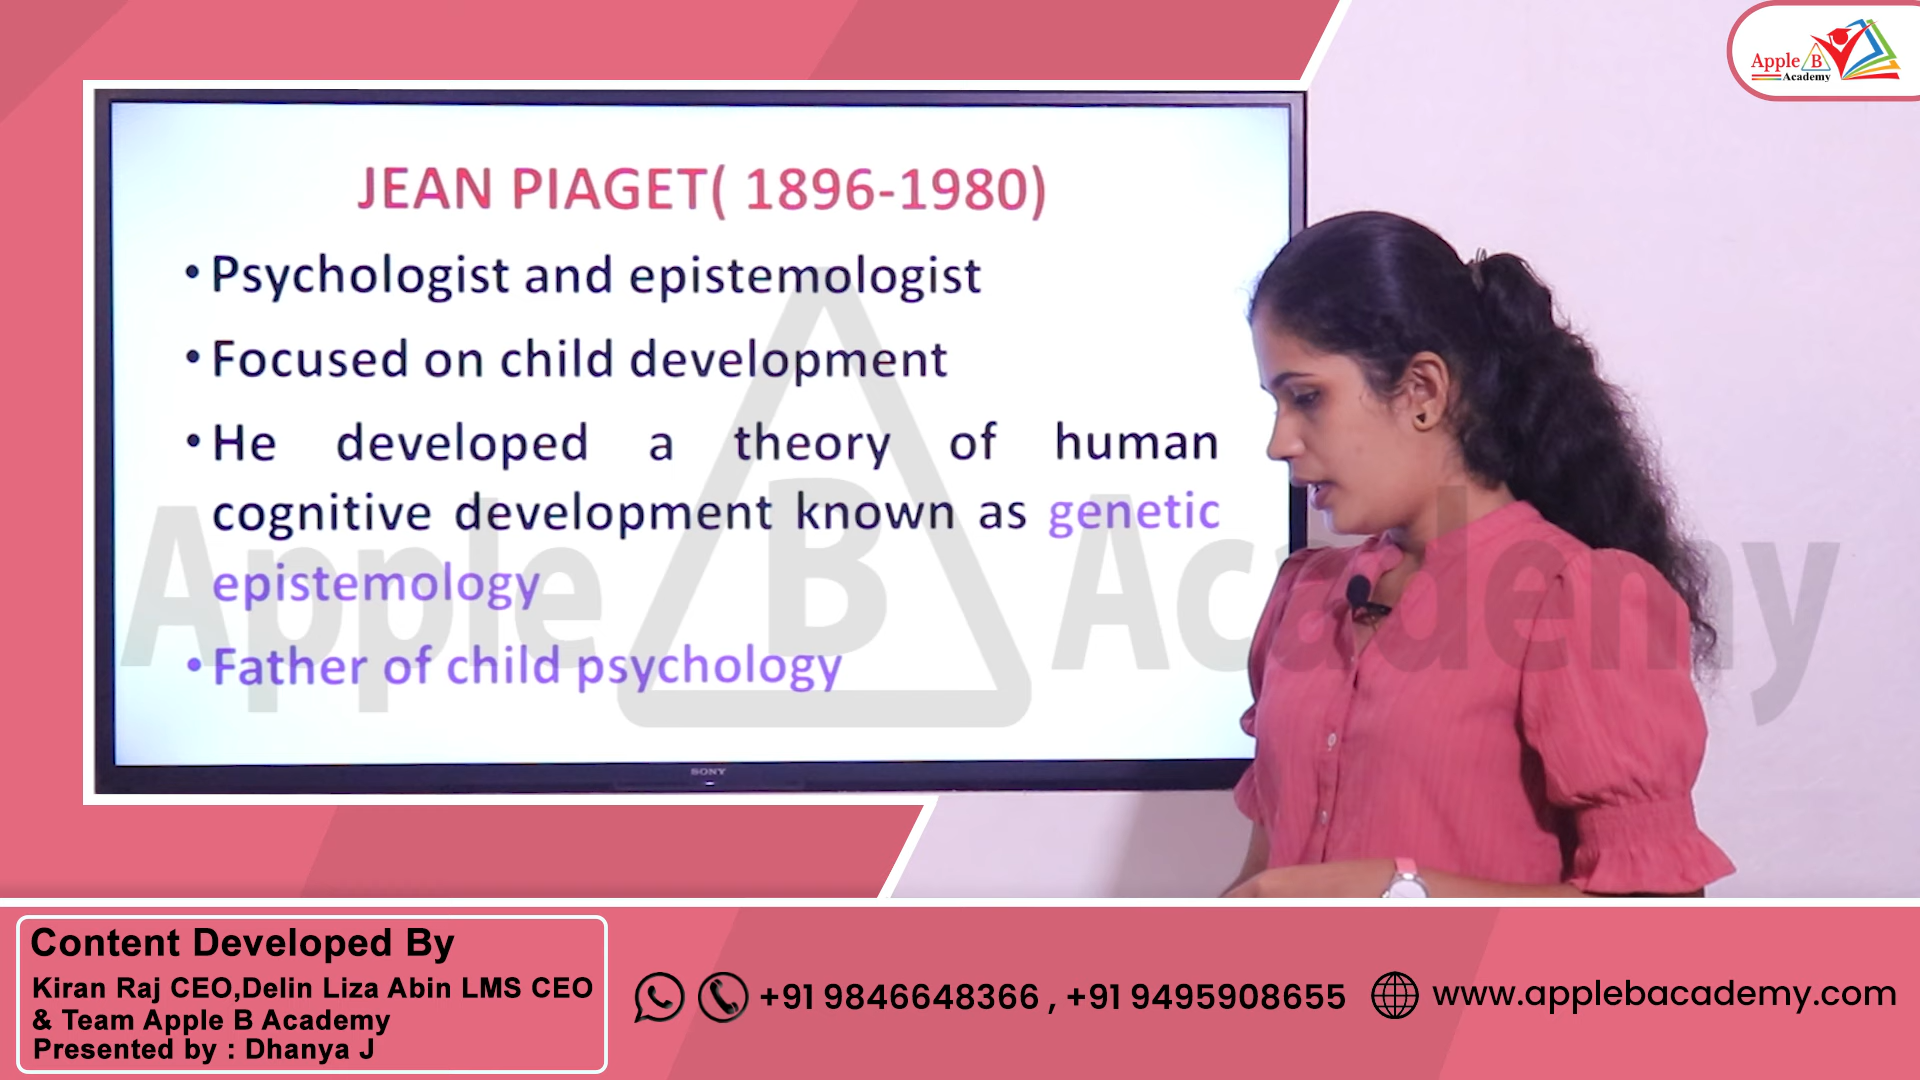 Apple B
Academy
JEAN PIAGET( 1896-1980)
• Psychologist and epistemologist
• Focused on child development
• He developed a theory of human
cognitive development known as genetic
epistemology
• Father of child psychology
Apple B Academy
SONY
Content Developed By
Kiran Raj CEO,Delin Liza Abin LMS CEO
& Team Apple B Academy
Presented by : Dhanya J
+91 9846648366 , +91 9495908655
www.applebacademy.com